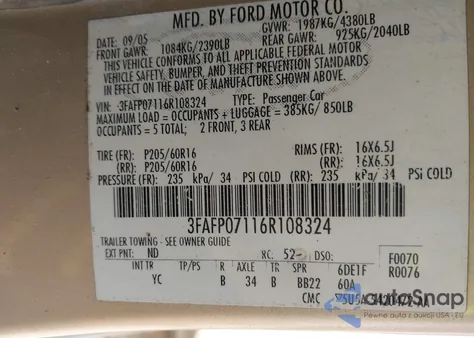 MFD. BY FORD MOTOR CO.
DATE: 09/05 GVWR: 1987KG/4380LB
FRONT GAWR: 1084KG/2390LB REAR GAWR: 925KG/2040LB
THIS VEHICLE CONFORMS TO ALL APPLICABLE FEDERAL MOTOR
VEHICLE SAFETY, BUMPER, AND THEFT PREVENTION STANDARDS
IN EFFECT ON THE DATE OF MANUFACTURE SHOWN ABOVE.
VIN: 3FAFP07116R108324 TYPE: Passenger Car
MAXIMUM LOAD = OCCUPANTS + LUGGAGE = 385KG/ 850LB
OCCUPANTS = 5 TOTAL; 2 FRONT, 3 REAR
TIRE (FR): P205/60R16 RIMS (FR): 16X6.5J
(RR): P205/60R16 (RR): 16X6.5J
PRESSURE (FR): 235 kPa/ 34 PSI COLD (RR): 235 kPa/ 34 PSi COLD
3FAFP07116R108324
TRAILER TOWING - SEE OWNER GUIDE
EXT PNT: ND RC: 52 DSO: F0070
R0076
INT TR TP/PS R AXLE TR SPR 6DE1F
YC B 34 B BB22 60A
CMC
autoSnap
Pewne auta z aukcji USA - EU